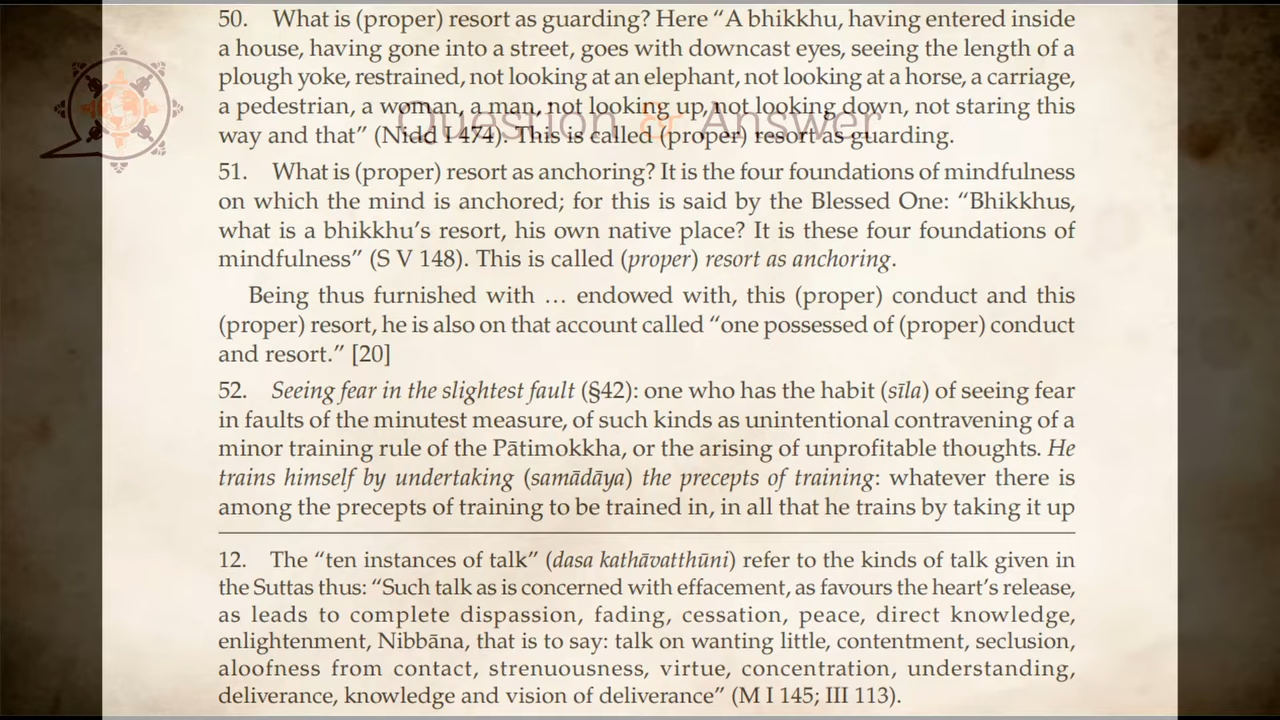 50. What is (proper) resort as guarding? Here “A bhikkhu, having entered inside
a house, having gone into a street, goes with downcast eyes, seeing the length of a
plough yoke, restrained, not looking at an elephant, not looking at a horse, a carriage,
a pedestrian, a woman, a man, not looking up, not looking down, not staring this
Question & Answer
way and that” (Nidd I 474). This is called (proper) resort as guarding.
51. What is (proper) resort as anchoring? It is the four foundations of mindfulness
on which the mind is anchored; for this is said by the Blessed One: “Bhikkhus,
what is a bhikkhu’s resort, his own native place? It is these four foundations of
mindfulness” (S V 148). This is called (proper) resort as anchoring.
Being thus furnished with … endowed with, this (proper) conduct and this
(proper) resort, he is also on that account called “one possessed of (proper) conduct
and resort.” [20]
52. Seeing fear in the slightest fault (§42): one who has the habit (sīla) of seeing fear
in faults of the minutest measure, of such kinds as unintentional contravening of a
minor training rule of the Pātimokkha, or the arising of unprofitable thoughts. He
trains himself by undertaking (samādāya) the precepts of training: whatever there is
among the precepts of training to be trained in, in all that he trains by taking it up
12. The “ten instances of talk” (dasa kathāvatthūni) refer to the kinds of talk given in
the Suttas thus: “Such talk as is concerned with effacement, as favours the heart’s release,
as leads to complete dispassion, fading, cessation, peace, direct knowledge,
enlightenment, Nibbāna, that is to say: talk on wanting little, contentment, seclusion,
aloofness from contact, strenuousness, virtue, concentration, understanding,
deliverance, knowledge and vision of deliverance” (M I 145; III 113).